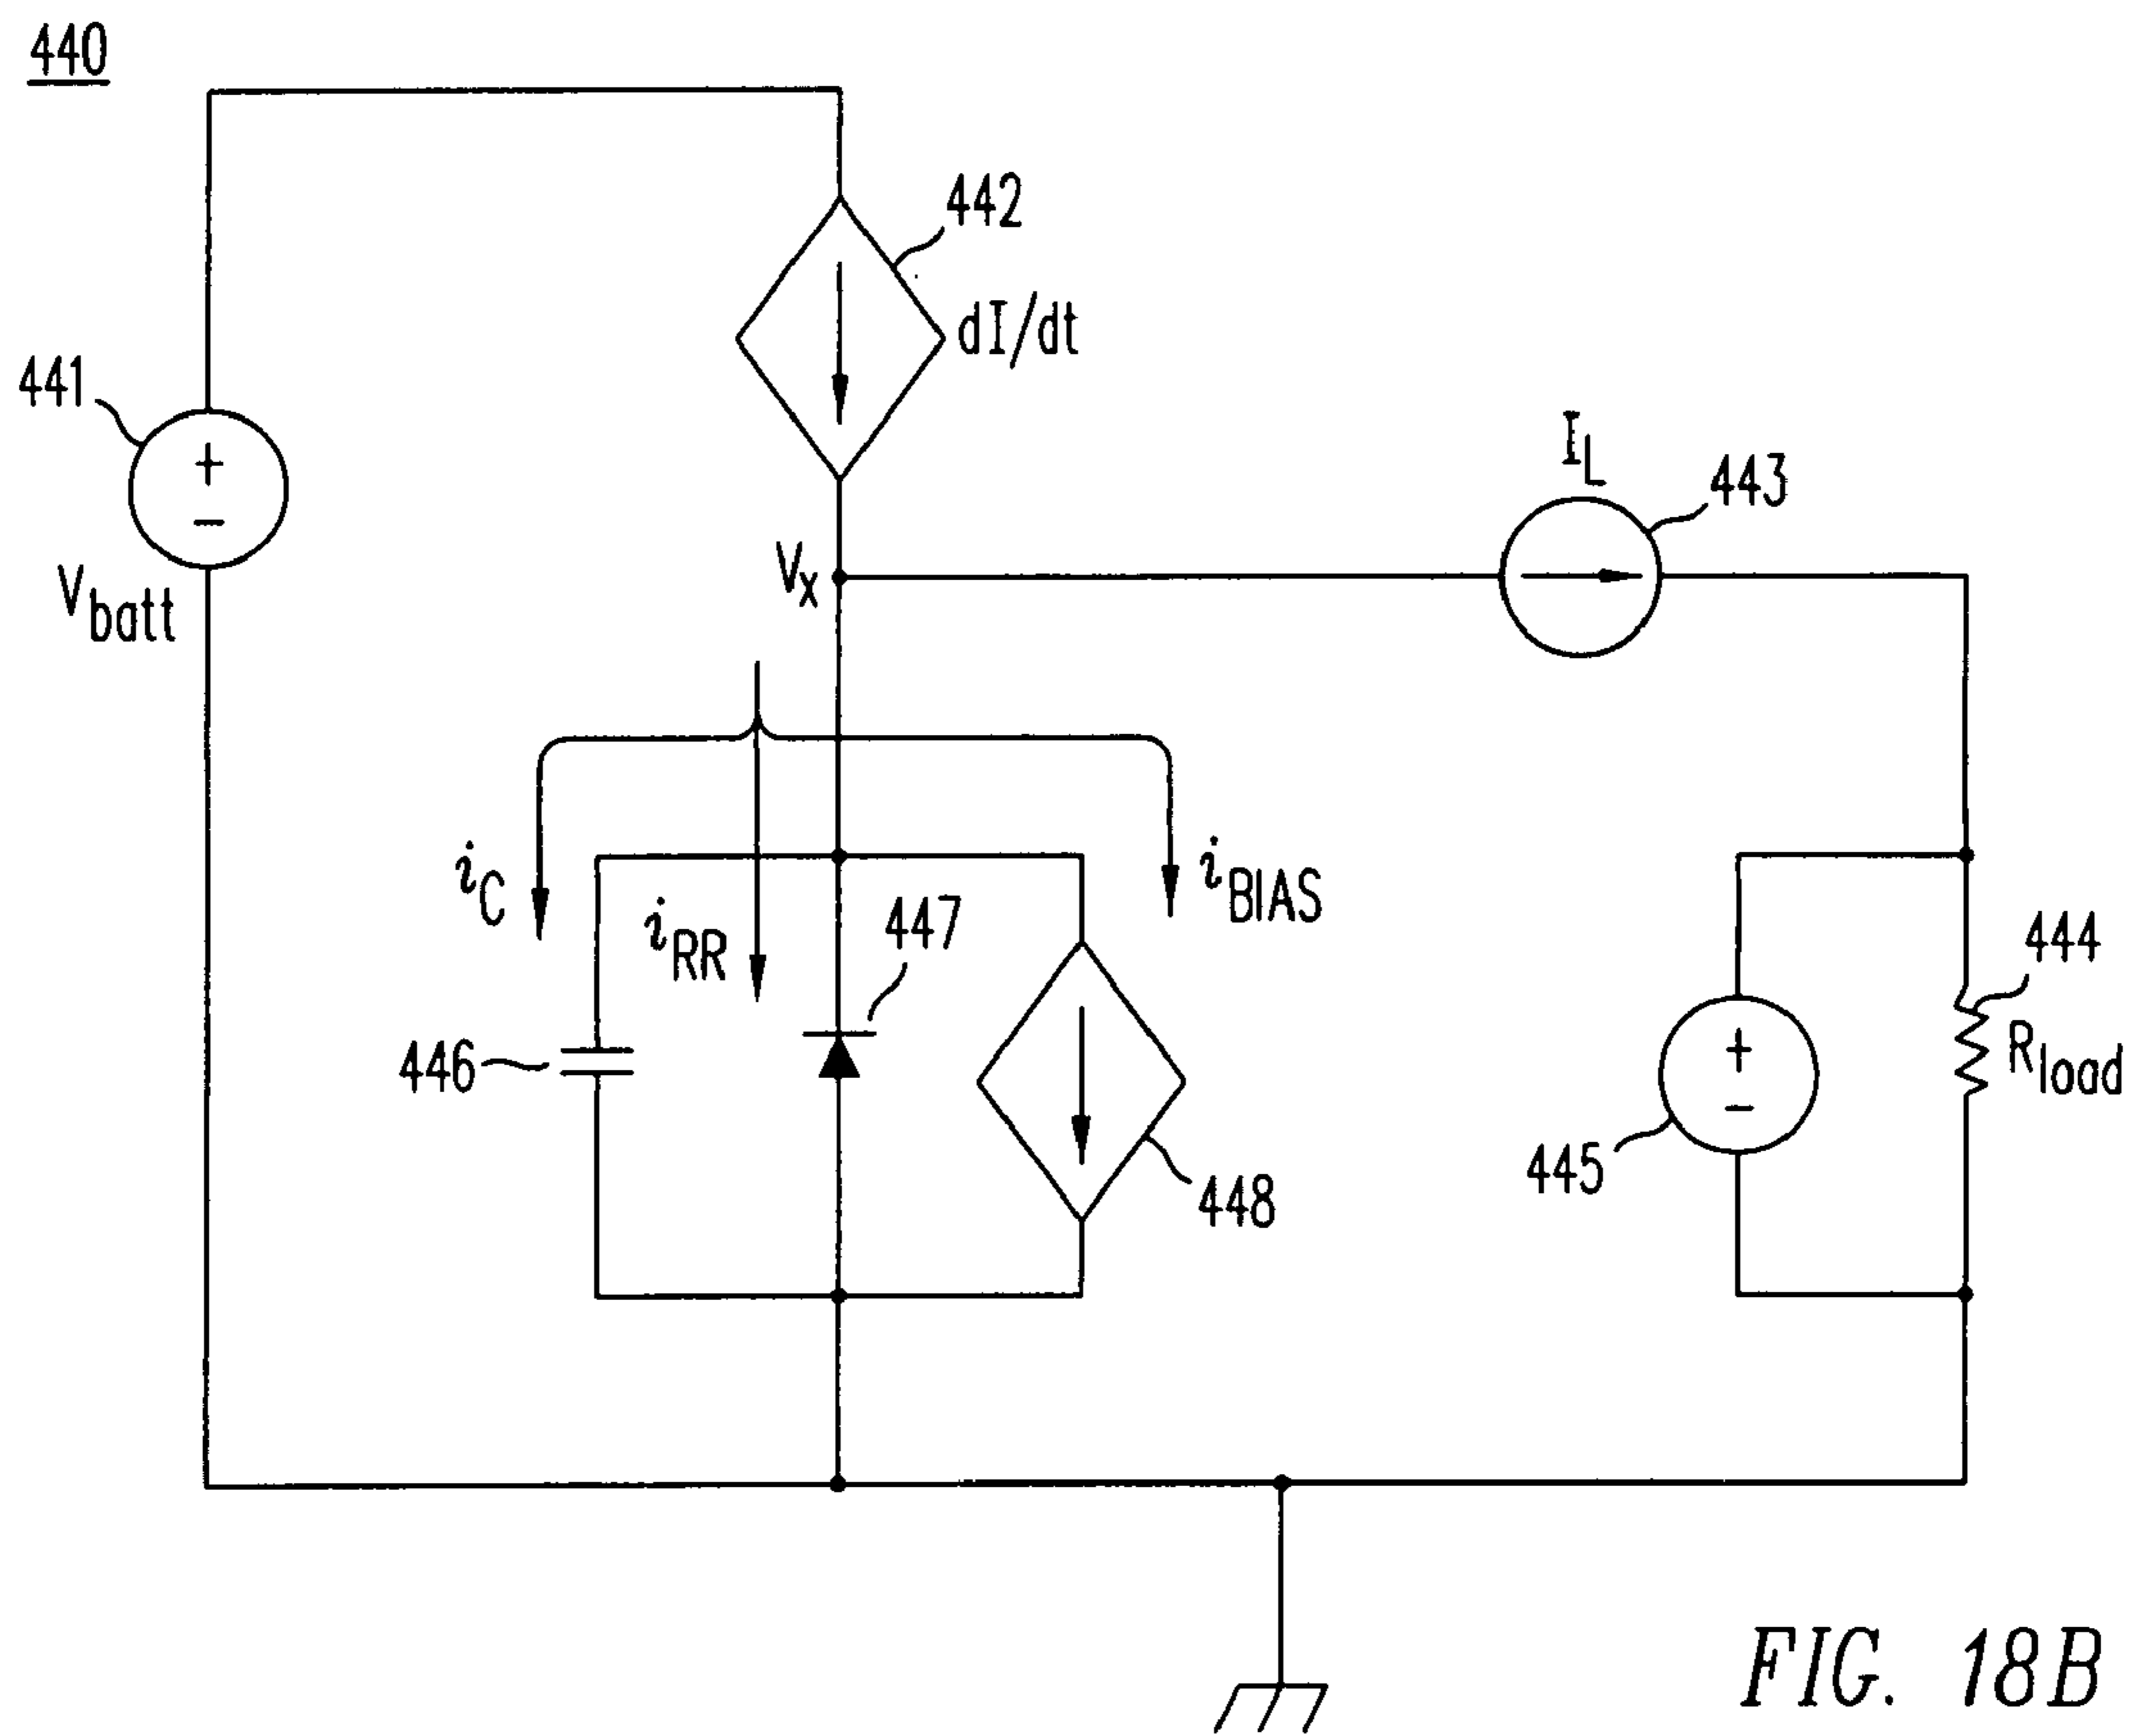 440
442
dI/dt
441
+
−
Vbatt
IL
443
Vx
iC
iRR
447
iBIAS
446
448
444
Rload
+
−
445
FIG. 18B